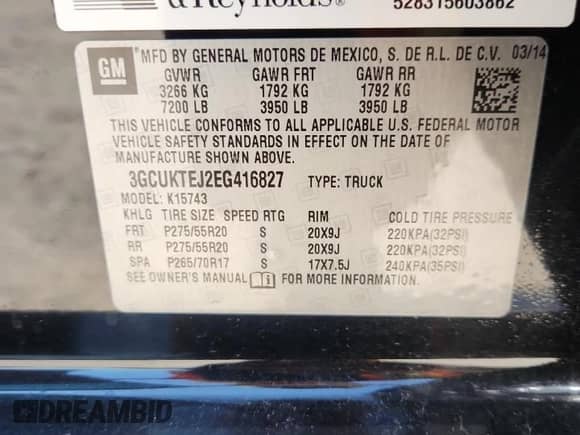 & Reynolds®
528315603862
GM
MFD BY GENERAL MOTORS DE MEXICO, S. DE R.L. DE C.V. 03/14
GVWR GAWR FRT GAWR RR
3266 KG 1792 KG 1792 KG
7200 LB 3950 LB 3950 LB
THIS VEHICLE CONFORMS TO ALL APPLICABLE U.S. FEDERAL MOTOR
VEHICLE SAFETY STANDARDS IN EFFECT ON THE DATE OF
MANUFACTURE SHOWN ABOVE.
3GCUKTEJ2EG416827 TYPE: TRUCK
MODEL: K15743
KHLG TIRE SIZE SPEED RTG RIM COLD TIRE PRESSURE
FRT P275/55R20 S 20X9J 220KPA(32PSI)
RR P275/55R20 S 20X9J 220KPA(32PSI)
SPA P265/70R17 S 17X7.5J 240KPA(35PSI)
SEE OWNER'S MANUAL FOR MORE INFORMATION.
DREAMBID